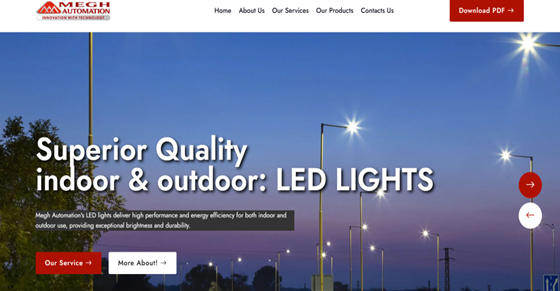 MEGH
AUTOMATION
INNOVATION WITH TECHNOLOGY
Home About Us Our Services Our Products Contacts Us
Download PDF →
Superior Quality
indoor & outdoor: LED LIGHTS
Megh Automation's LED lights deliver high performance and energy efficiency for both indoor and
outdoor use, providing exceptional brightness and durability.
Our Service → More About! →